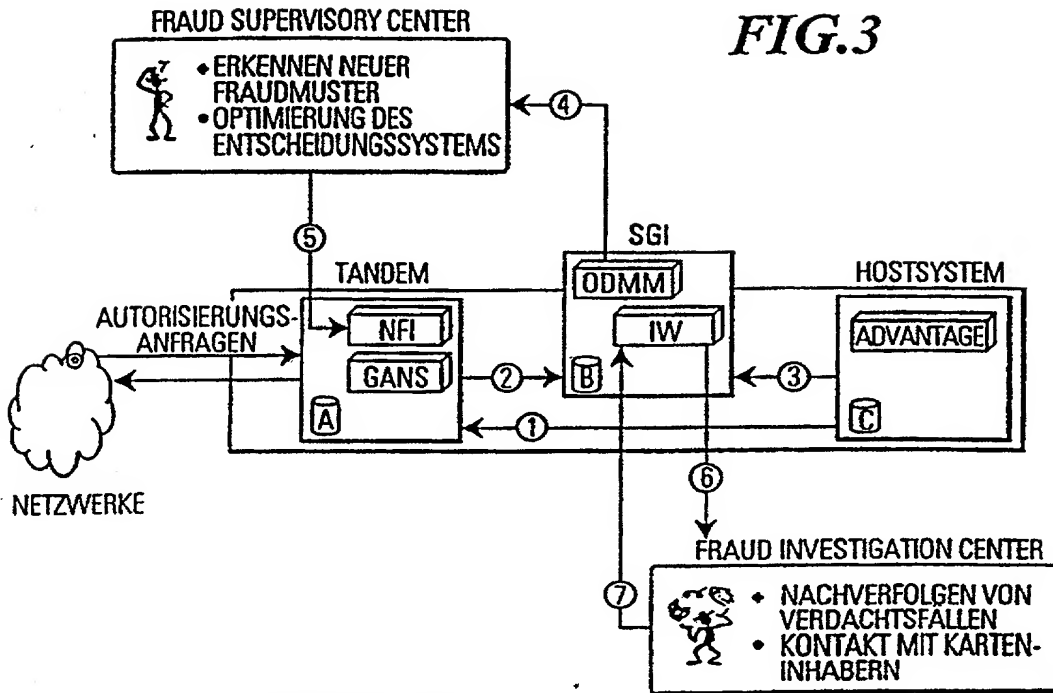 FRAUD SUPERVISORY CENTER
FIG.3
• ERKENNEN NEUER
FRAUDMUSTER
• OPTIMIERUNG DES
ENTSCHEIDUNGSSYSTEMS
④
⑤
SGI
TANDEM
ODMM
HOSTSYSTEM
AUTORISIERUNGS-
ANFRAGEN
NFI
IW
ADVANTAGE
GANS
②
B
③
A
①
C
NETZWERKE
⑥
FRAUD INVESTIGATION CENTER
⑦
• NACHVERFOLGEN VON
VERDACHTSFÄLLEN
• KONTAKT MIT KARTEN-
INHABERN